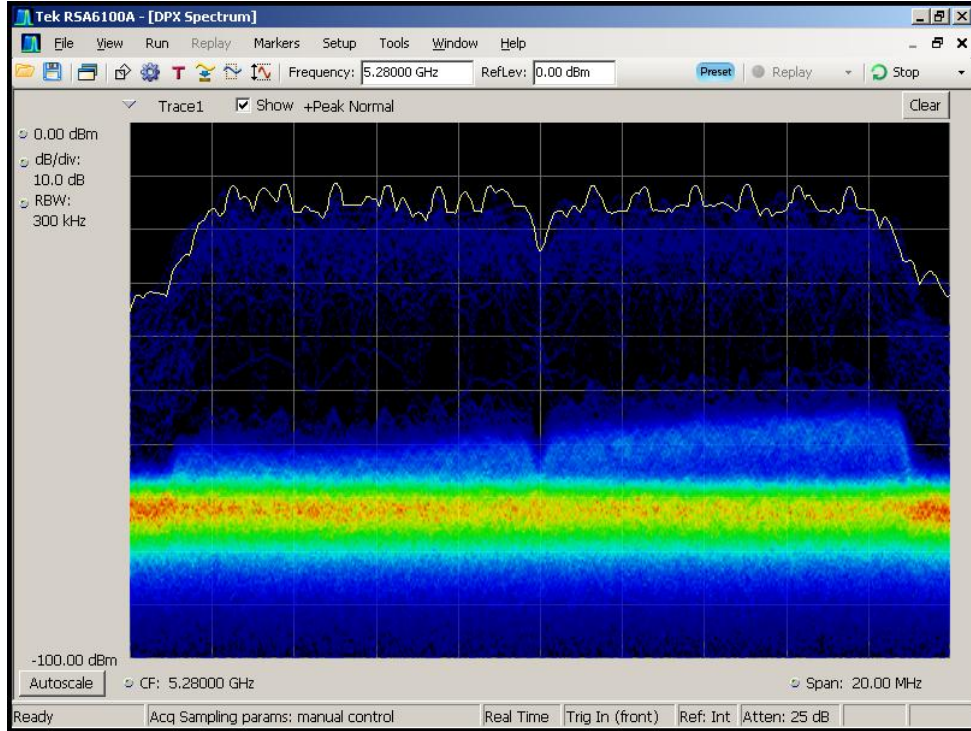 Tek RSA6100A - [DPX Spectrum]
File View Run Replay Markers Setup Tools Window Help
T Frequency: 5.28000 GHz RefLev: 0.00 dBm Preset Replay Stop
Trace1 Show +Peak Normal Clear
0.00 dBm
dB/div:
10.0 dB
RBW:
300 kHz
-100.00 dBm
Autoscale CF: 5.28000 GHz Span: 20.00 MHz
Ready Acq Sampling params: manual control Real Time Trig In (front) Ref: Int Atten: 25 dB